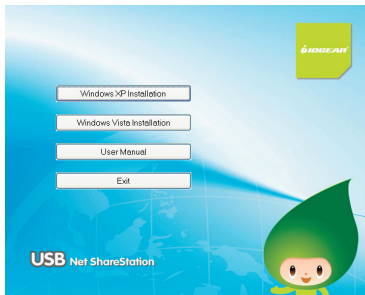 IOGEAR
Windows XP Installation
Windows Vista Installation
User Manual
Exit
USB Net ShareStation